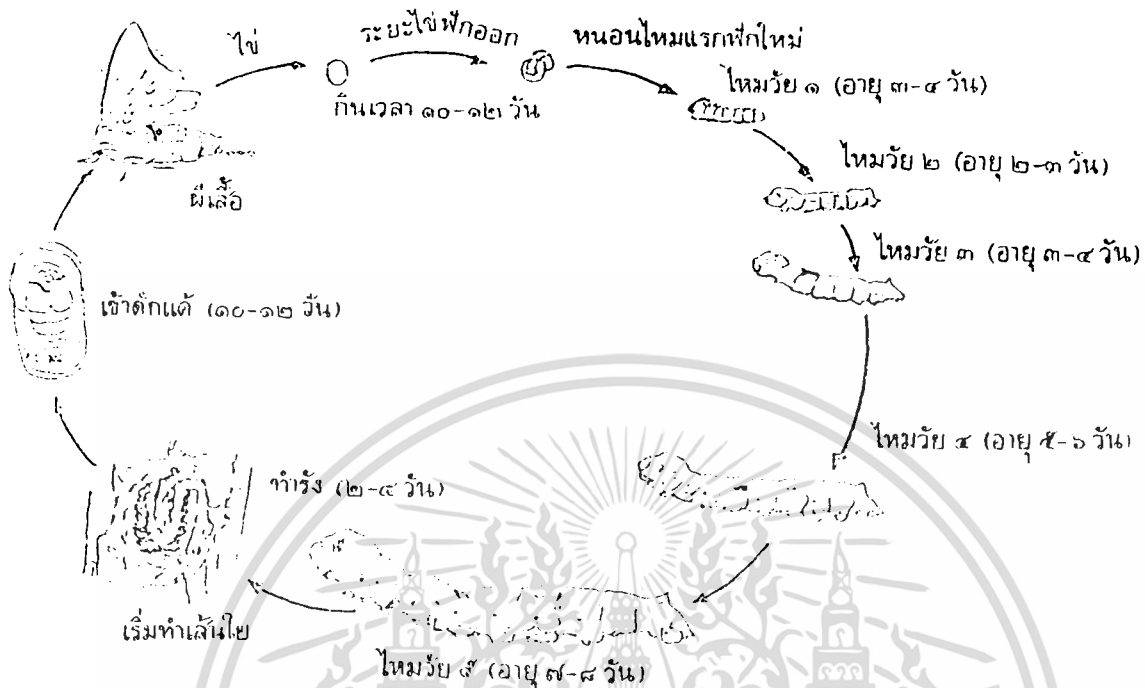 ไข่
ระยะไข่ฟักออก
หนอนไหมแรกฟักใหม่
กินเวลา ๑๐-๑๒ วัน
ไหมวัย ๑ (อายุ ๓-๔ วัน)
ไหมวัย ๒ (อายุ ๒-๓ วัน)
ไหมวัย ๓ (อายุ ๓-๔ วัน)
ไหมวัย ๔ (อายุ ๕-๖ วัน)
ไหมวัย ๕ (อายุ ๗-๘ วัน)
เริ่มทำเส้นใย
ทำรัง (๒-๔ วัน)
เข้าดักแด้ (๑๐-๑๒ วัน)
ผีเสื้อ